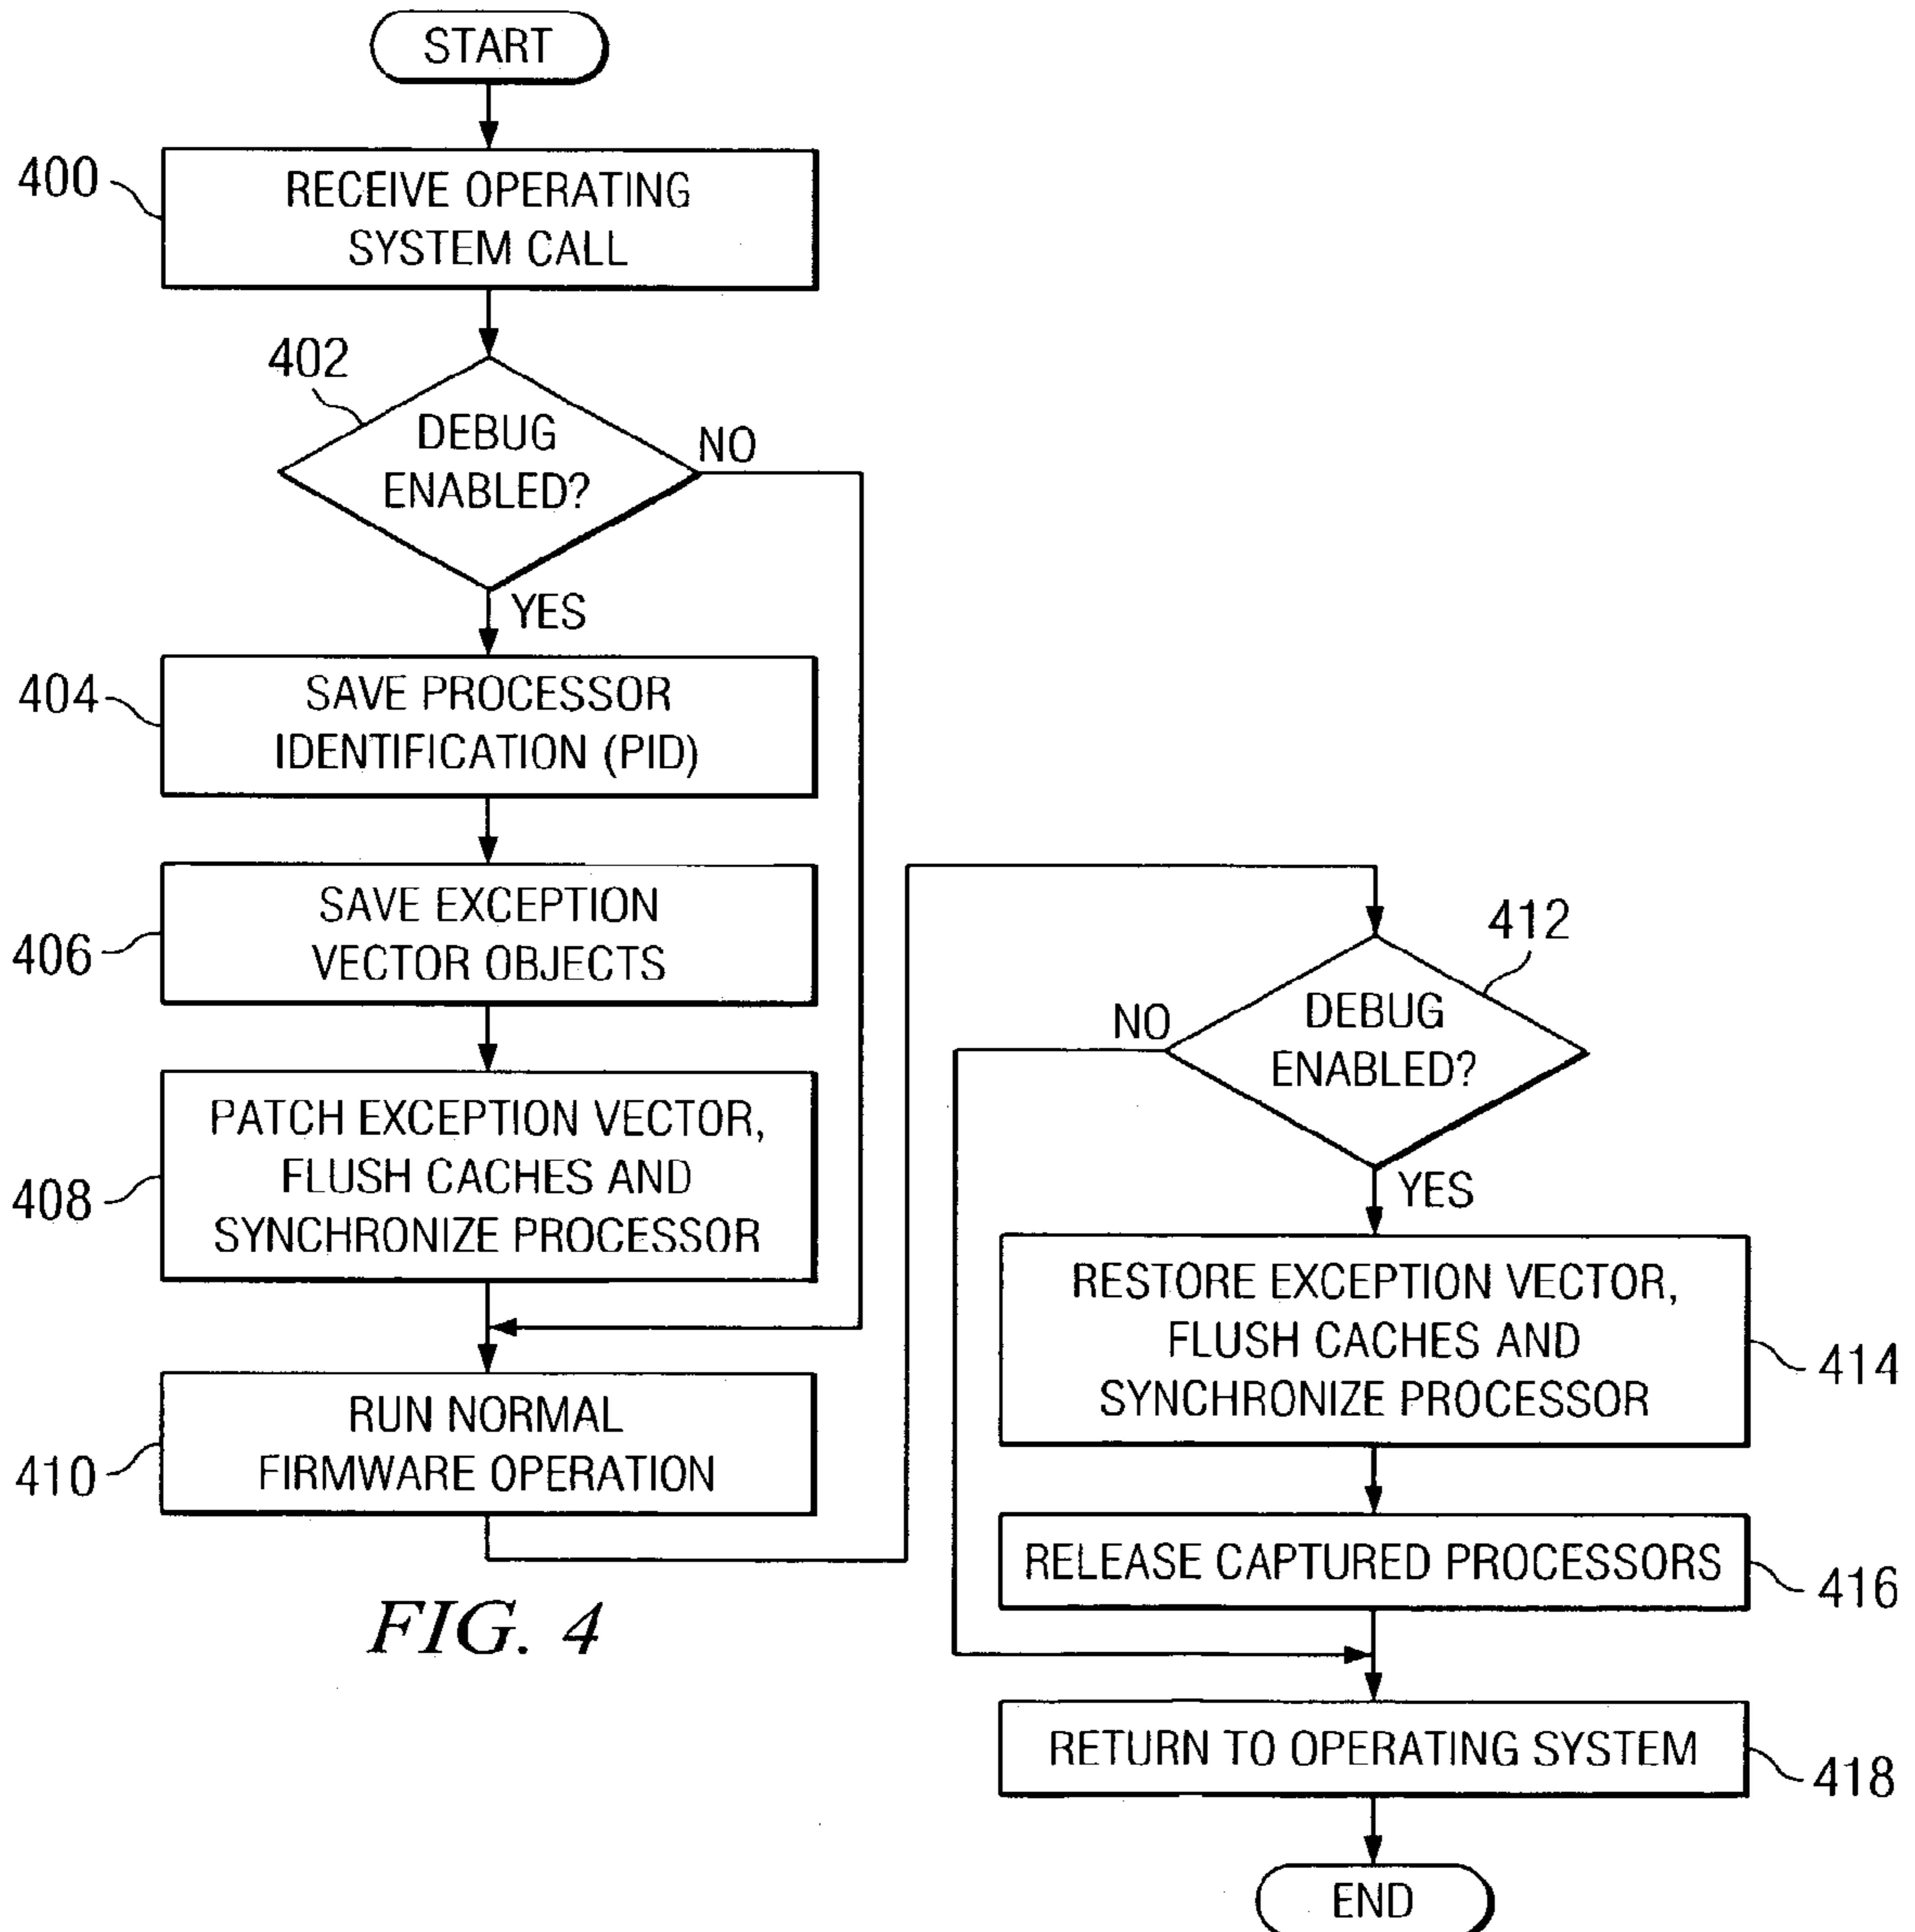 START
400
RECEIVE OPERATING
SYSTEM CALL
402
DEBUG
ENABLED?
NO
YES
404
SAVE PROCESSOR
IDENTIFICATION (PID)
406
SAVE EXCEPTION
VECTOR OBJECTS
408
PATCH EXCEPTION VECTOR,
FLUSH CACHES AND
SYNCHRONIZE PROCESSOR
410
RUN NORMAL
FIRMWARE OPERATION
412
DEBUG
ENABLED?
NO
YES
414
RESTORE EXCEPTION VECTOR,
FLUSH CACHES AND
SYNCHRONIZE PROCESSOR
RELEASE CAPTURED PROCESSORS
416
RETURN TO OPERATING SYSTEM
418
END
FIG. 4